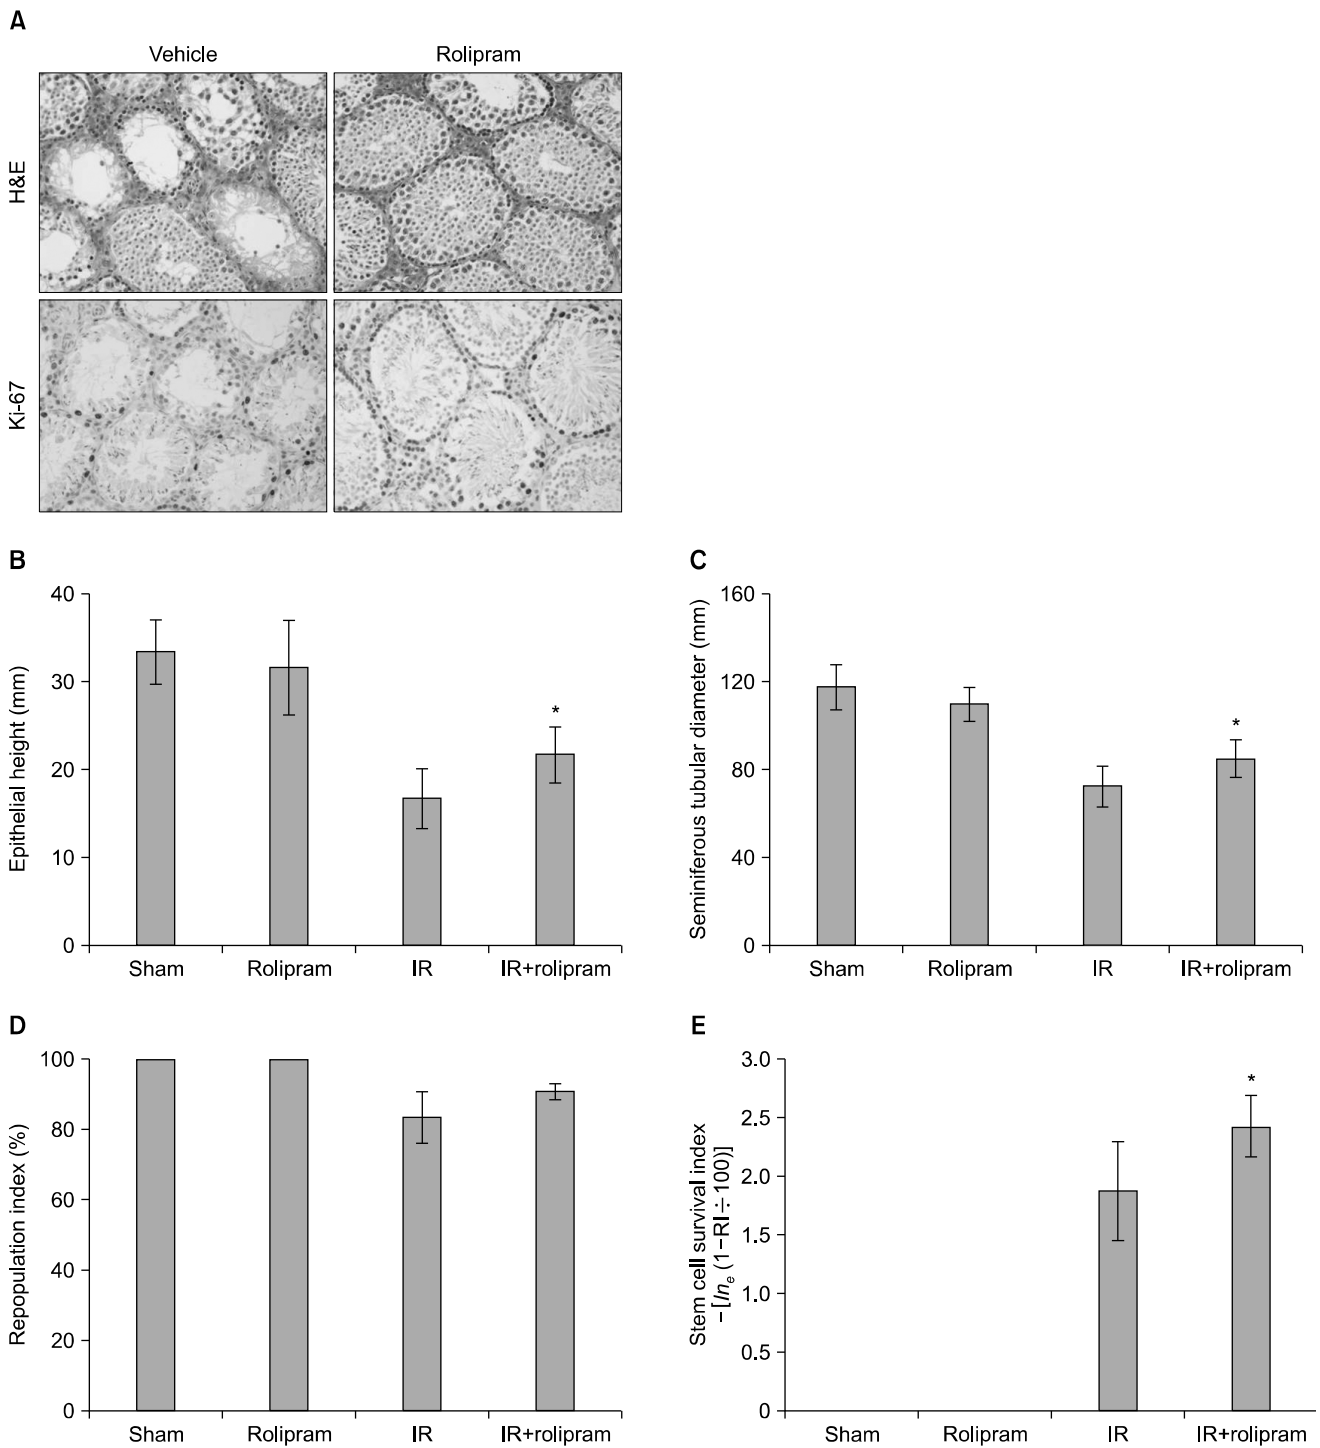 A
Vehicle
Rolipram
H&E
Ki-67
B
Epithelial height (mm)
40
30
20
10
0
*
Sham
Rolipram
IR
IR+rolipram
C
Seminiferous tubular diameter (mm)
160
120
80
40
0
*
Sham
Rolipram
IR
IR+rolipram
D
Repopulation index (%)
100
80
60
40
20
0
Sham
Rolipram
IR
IR+rolipram
E
Stem cell survival index
−[lnₑ (1−RI÷100)]
3.0
2.5
2.0
1.5
1.0
0.5
0
*
Sham
Rolipram
IR
IR+rolipram